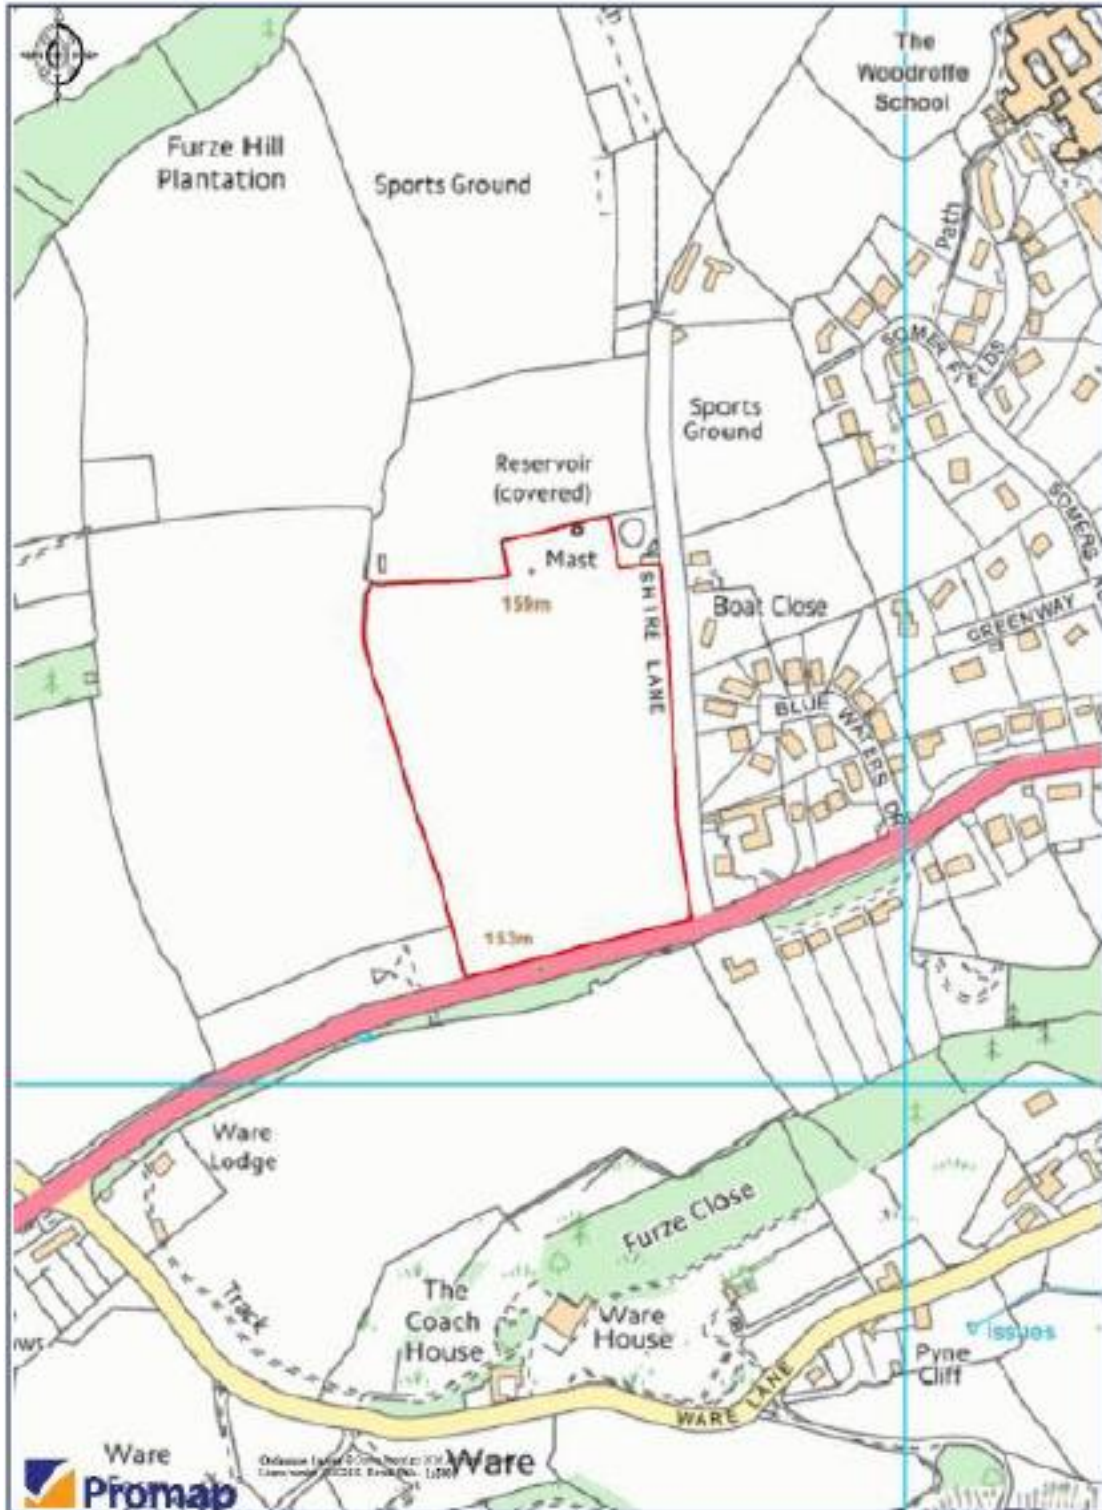 The
Woodroffe
School
Furze Hill
Plantation
Sports Ground
Path
SOMER FIELDS
Sports
Ground
Reservoir
(covered)
SOMERS
Mast
159m
SHIRE LANE
Boat Close
GREENWAY
BLUE WATERS DR
153m
Ware
Lodge
Furze Close
Track
The
Coach
House
Ware
House
Issues
Pyne
Cliff
WARE LANE
Ware
Ware
Promap